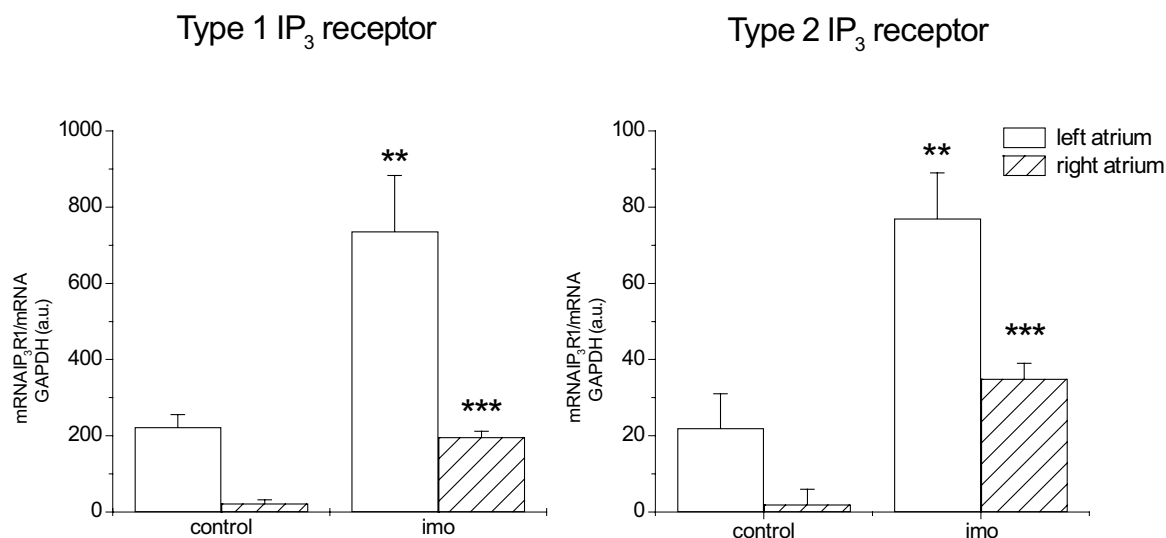 Type 1 IP₃ receptor
1000
800
600
400
200
0
mRNAIP₃R1/mRNA
GAPDH (a.u.)
**
***
control
imo
Type 2 IP₃ receptor
100
80
60
40
20
0
mRNAIP₃R1/mRNA
GAPDH (a.u.)
**
***
control
imo
left atrium
right atrium